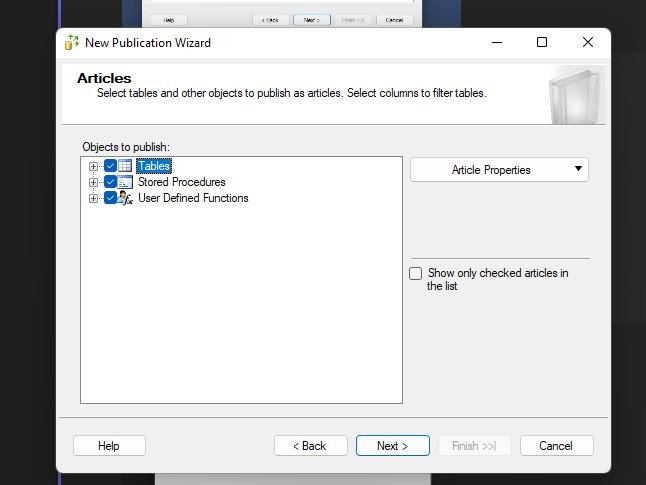 Help
< Back
Next >
Finish >>|
Cancel
New Publication Wizard
Articles
Select tables and other objects to publish as articles. Select columns to filter tables.
Objects to publish:
Tables
Stored Procedures
User Defined Functions
Article Properties
Show only checked articles in
the list
Help
< Back
Next >
Finish >>|
Cancel